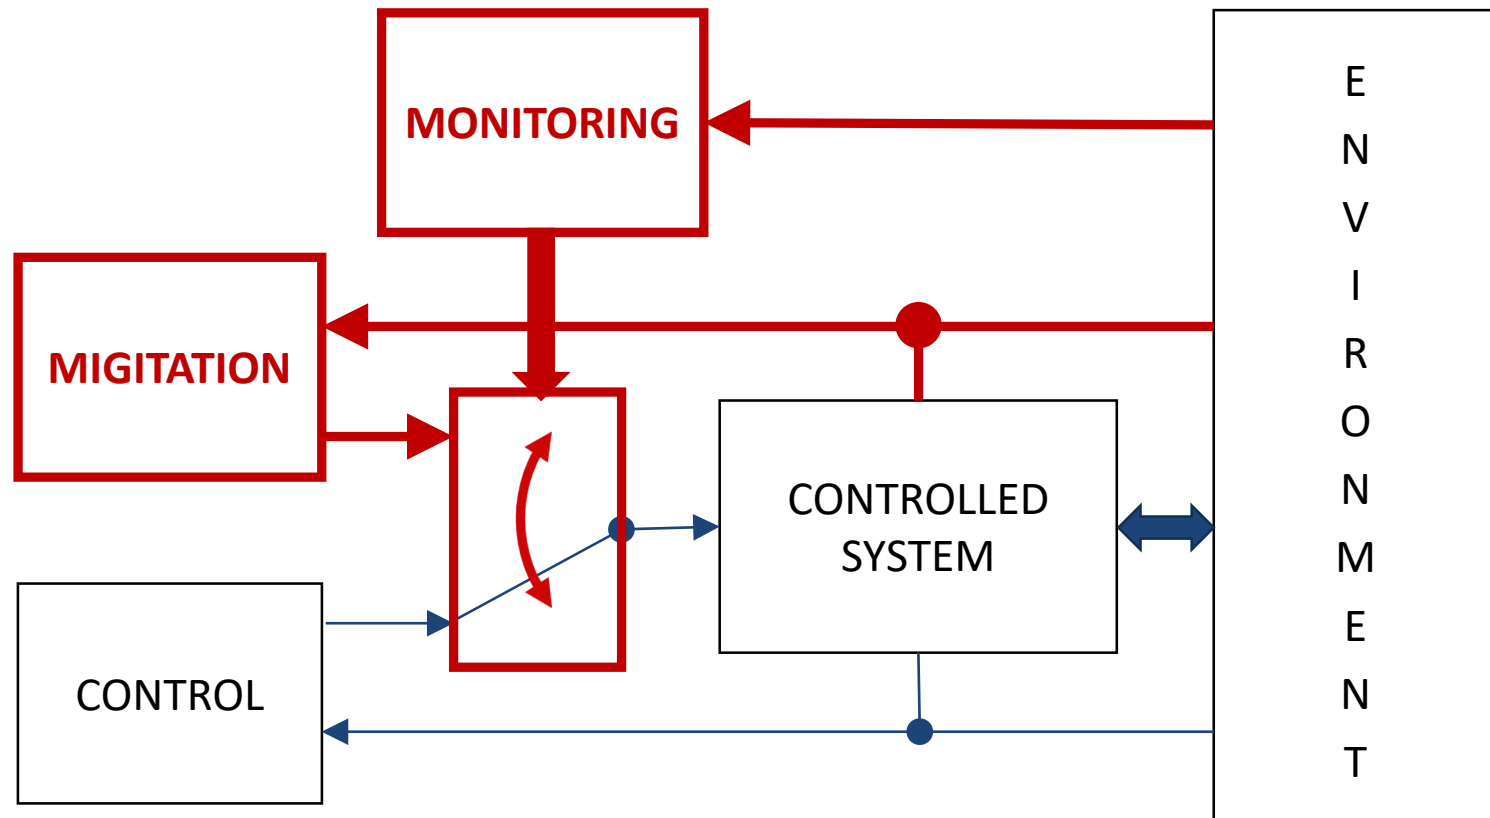 MONITORING
MIGITATION
CONTROLLED
SYSTEM
CONTROL
E
N
V
I
R
O
N
M
E
N
T